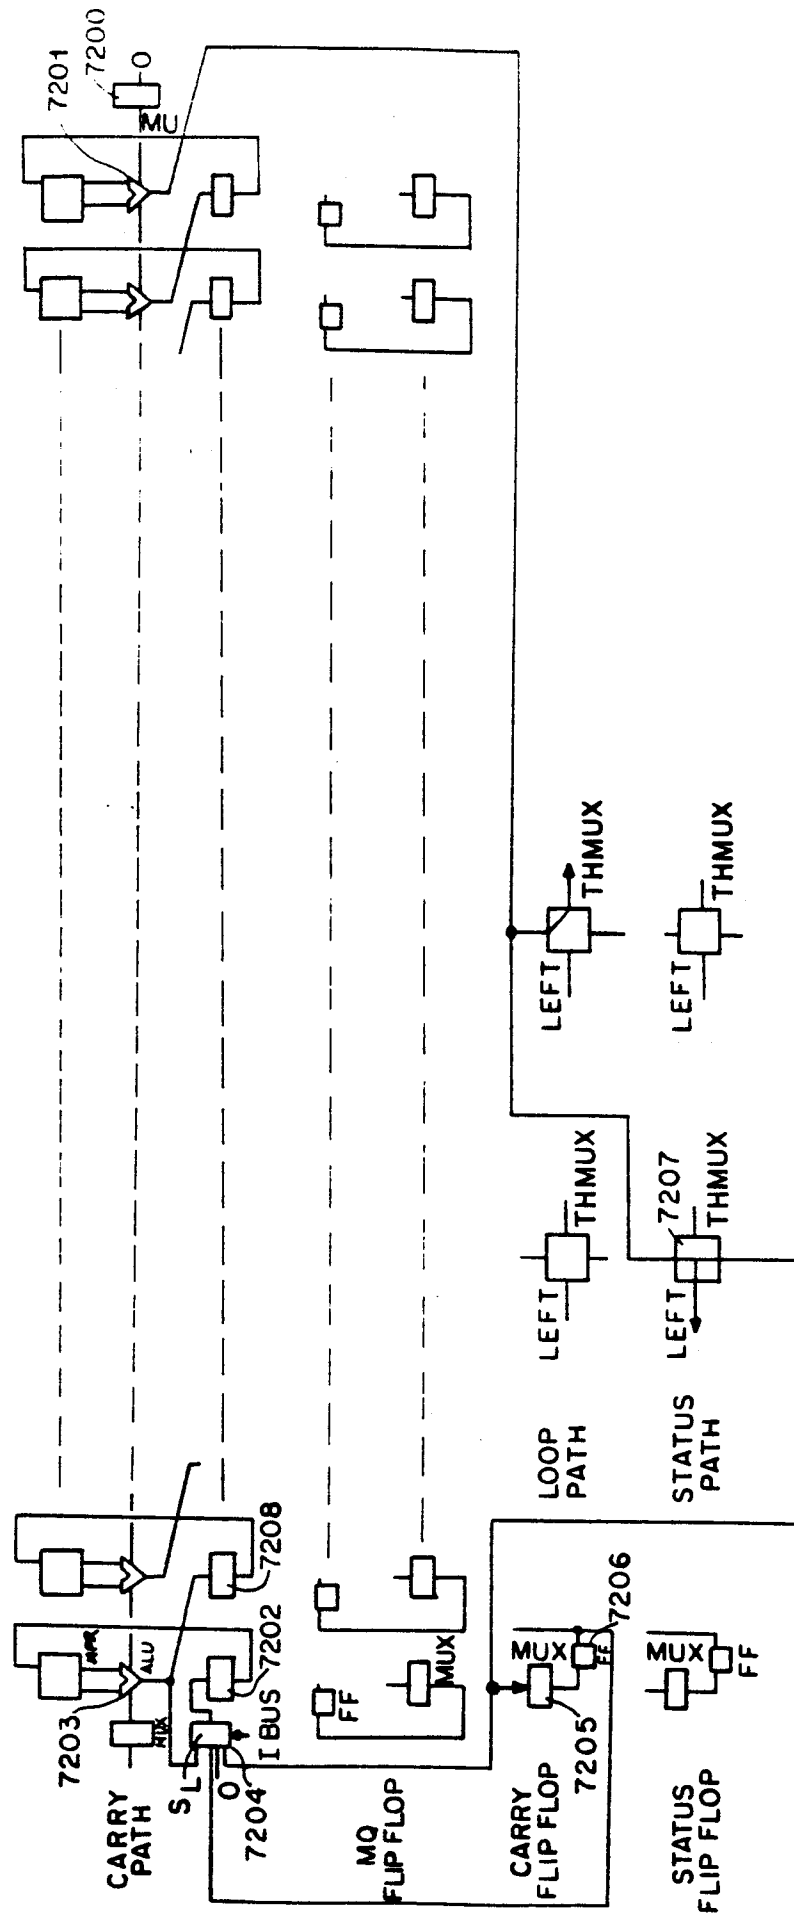 7203
CARRY
PATH
MUX
MPR
ALU
S
L
O
7204
I BUS
7202
7208
MU
7201
7200
O
MQ
FLIP FLOP
FF
MUX
CARRY
FLIP FLOP
7205
MUX
FF
7206
LOOP
PATH
LEFT
THMUX
LEFT
THMUX
STATUS
FLIP FLOP
MUX
FF
STATUS
PATH
LEFT
7207
THMUX
LEFT
THMUX